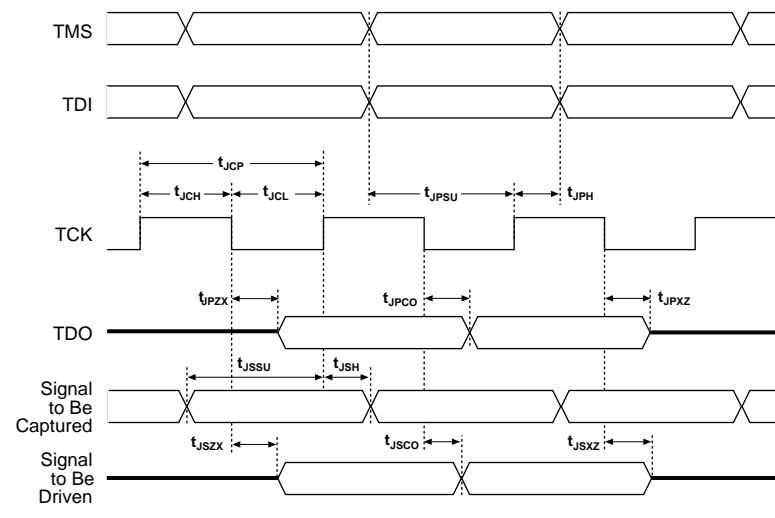 TMS
TDI
tJCP
tJCH
tJCL
tJPSU
tJPH
TCK
tJPZX
tJPCO
tJPXZ
TDO
tJSSU
tJSH
Signal
to Be
Captured
tJSZX
tJSCO
tJSXZ
Signal
to Be
Driven